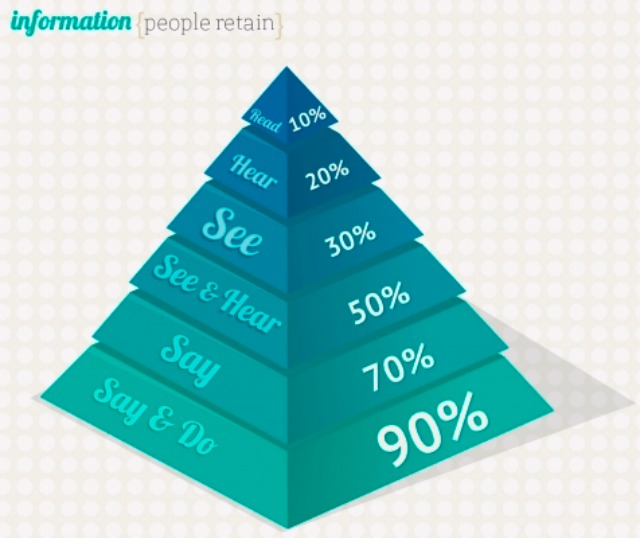 information {people retain}
Read 10%
Hear 20%
See 30%
See & Hear 50%
Say 70%
Say & Do 90%